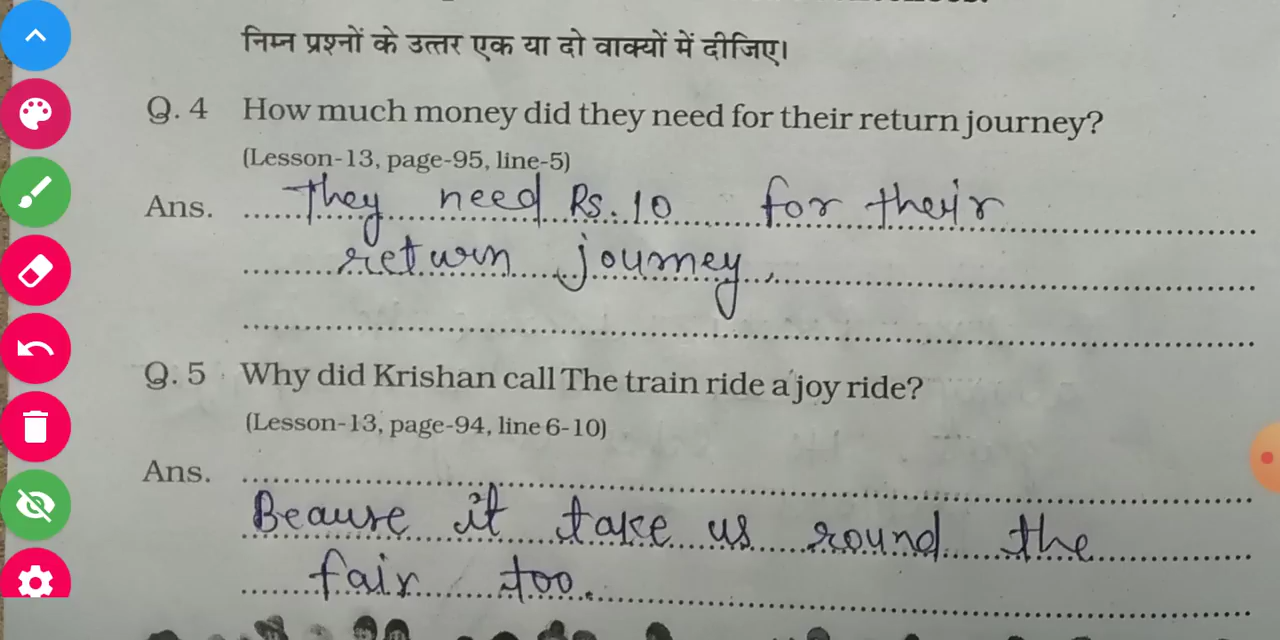 निम्न प्रश्नों के उत्तर एक या दो वाक्यों में दीजिए।
Q. 4 How much money did they need for their return journey?
(Lesson-13, page-95, line-5)
Ans. They need Rs. 10 for their
return journey.
Q. 5 Why did Krishan call The train ride a joy ride?
(Lesson-13, page-94, line 6-10)
Ans.
Beause it take us round the
fair too.